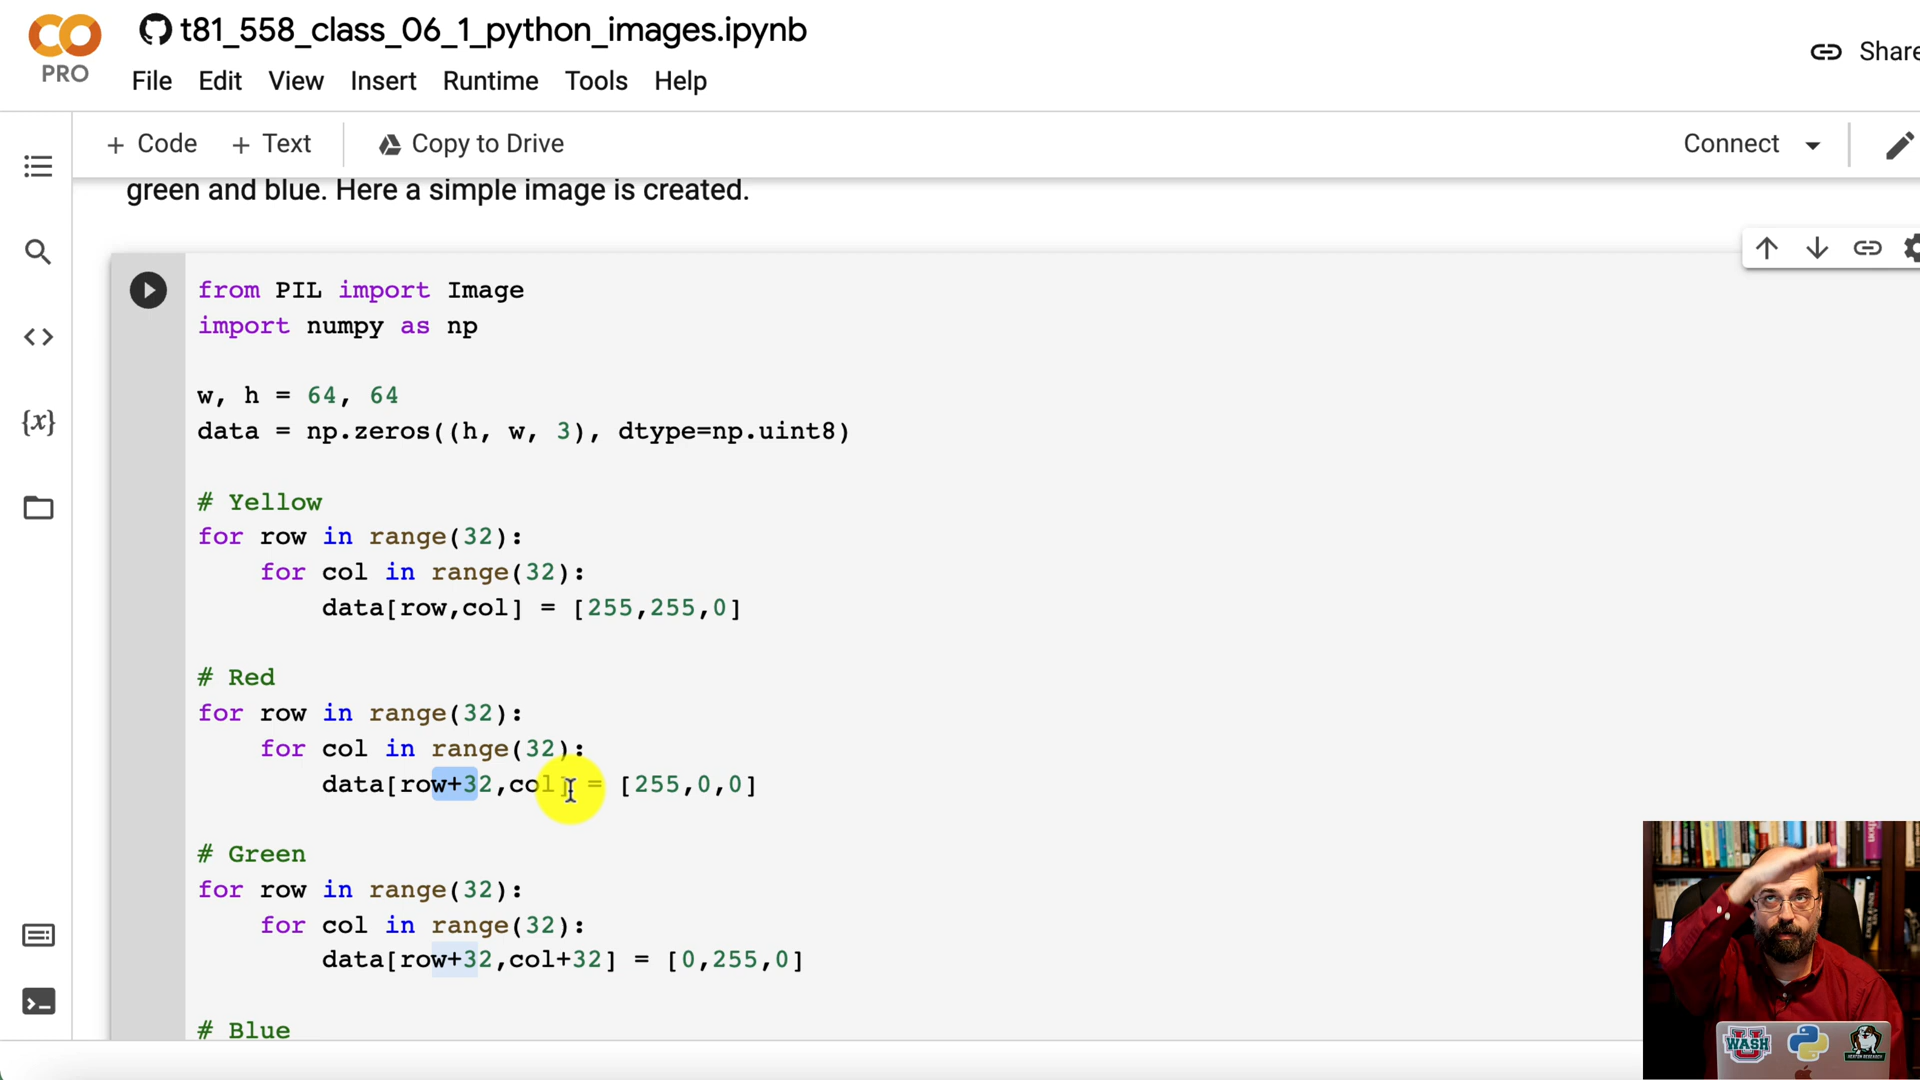 t81_558_class_06_1_python_images.ipynb
PRO
File Edit View Insert Runtime Tools Help
Share
+ Code + Text Copy to Drive Connect
green and blue. Here a simple image is created.
from PIL import Image
import numpy as np
w, h = 64, 64
data = np.zeros((h, w, 3), dtype=np.uint8)
# Yellow
for row in range(32):
    for col in range(32):
        data[row,col] = [255,255,0]
# Red
for row in range(32):
    for col in range(32):
        data[row+32,col] = [255,0,0]
# Green
for row in range(32):
    for col in range(32):
        data[row+32,col+32] = [0,255,0]
# Blue
{x}
WASH